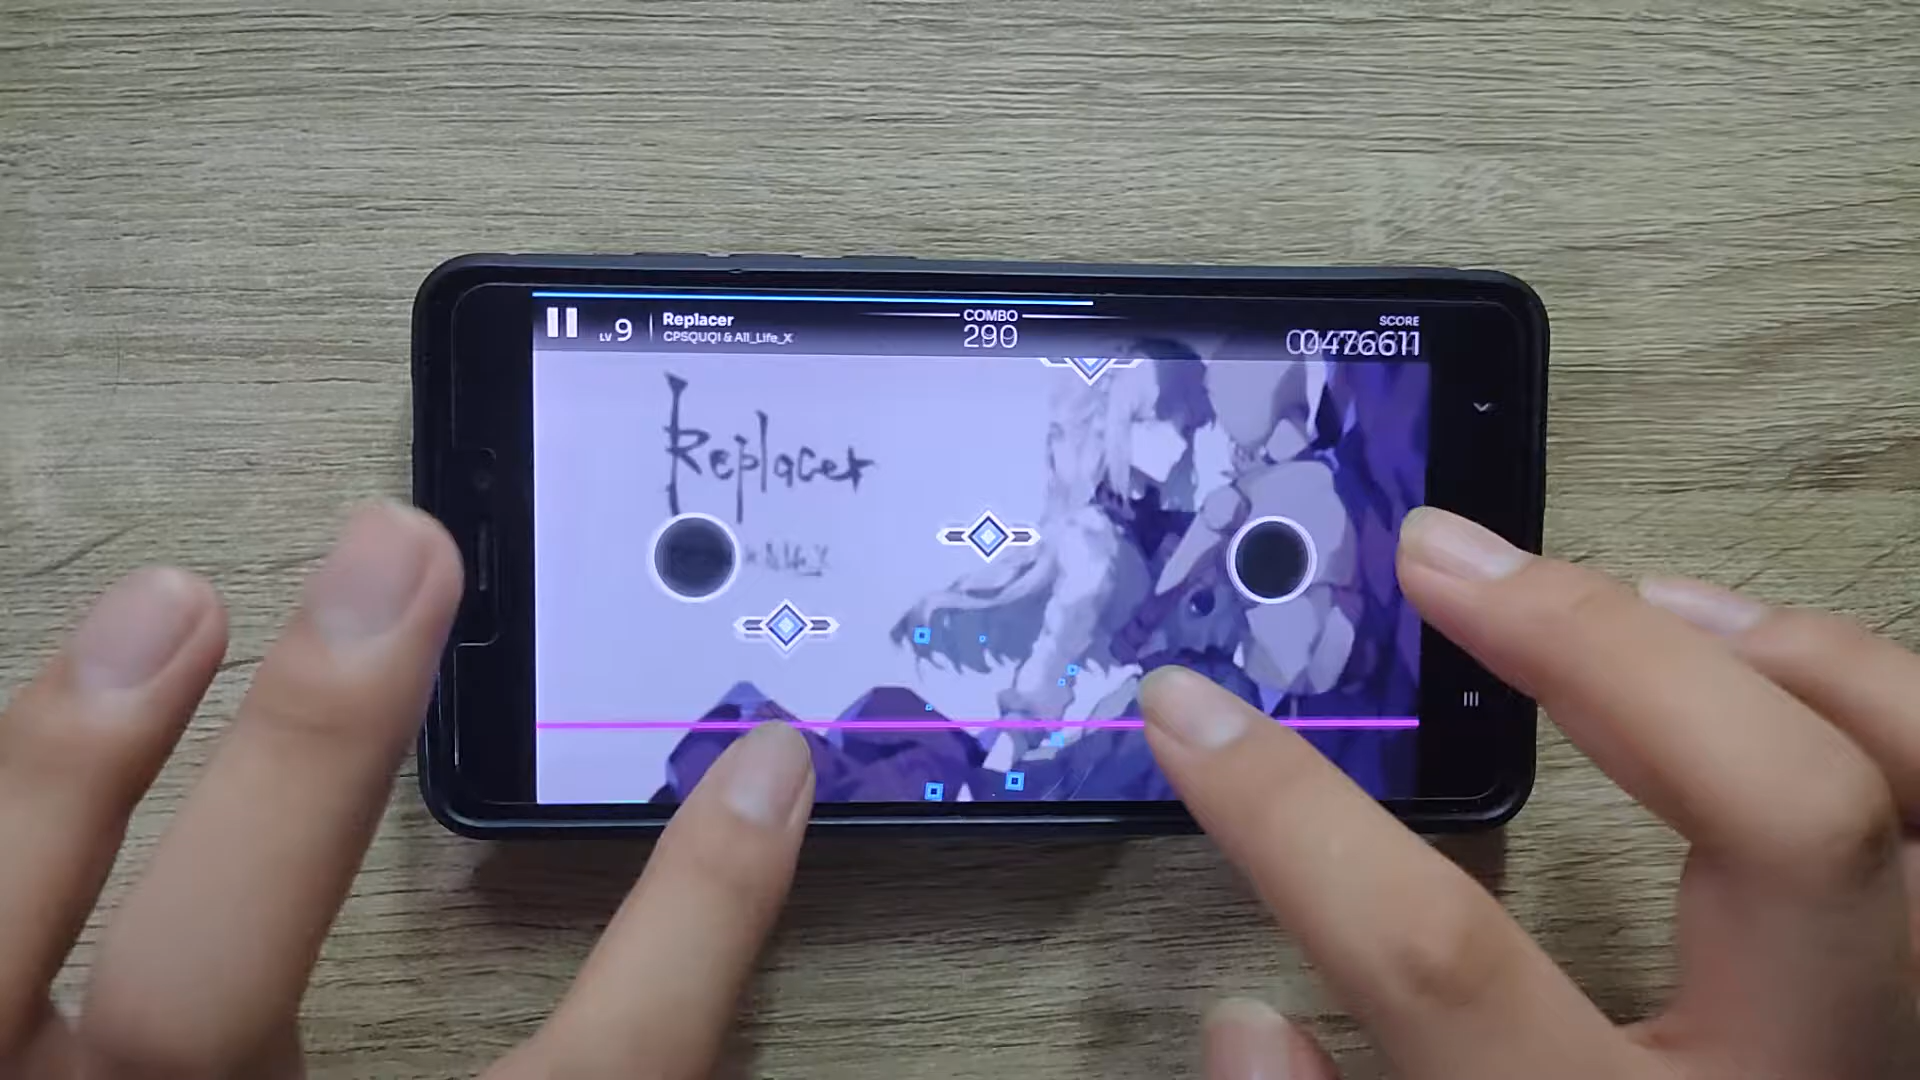 LV 9
Replacer
CPSQUQI & All_Life_X
COMBO
290
SCORE
Replacer